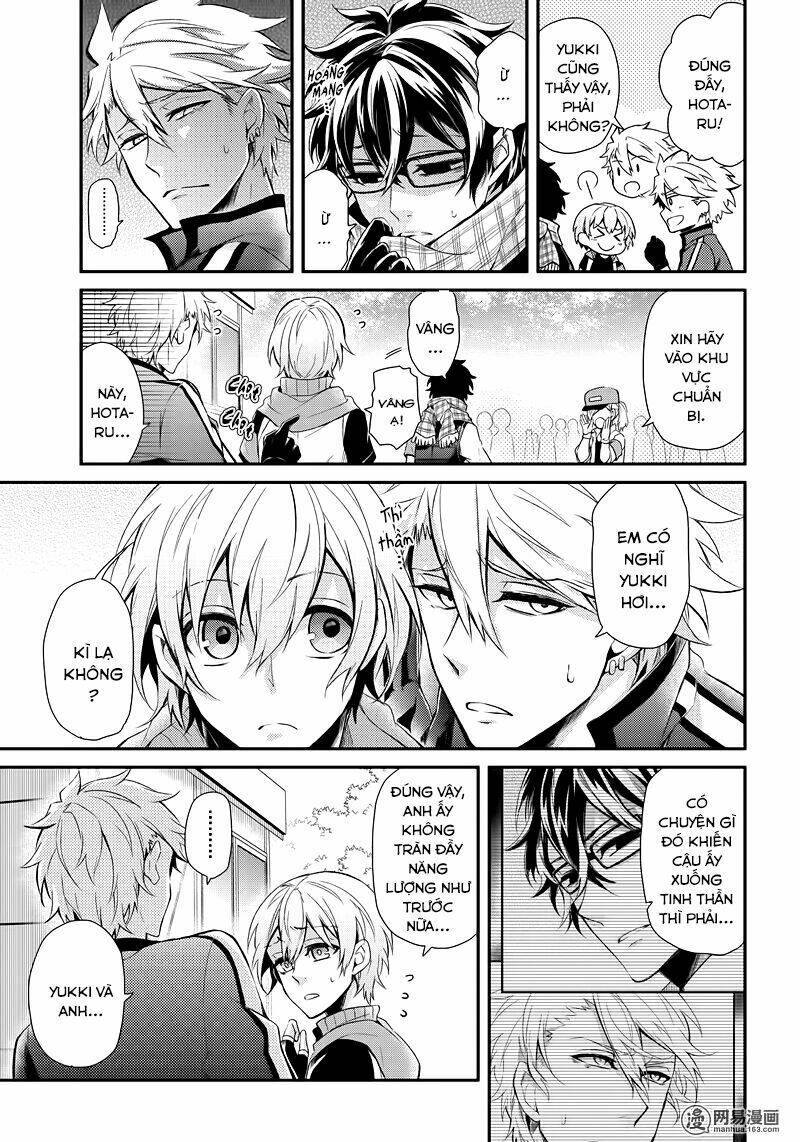 ĐÚNG
ĐẤY,
HOTA-
RU!
YUKKI
CŨNG
THẤY VẬY,
PHẢI
KHÔNG?
HOANG
MANG
Ừ
...
Ừ
...
......
XIN HÃY
VÀO KHU
VỰC
CHUẨN
BỊ.
VÂNG
...
VÂNG
Ạ!
Chọt
Chọt
NÀY,
HOTA-
RU...
EM CÓ
NGHĨ
YUKKI
HƠI...
Thì
thầm
KÌ LẠ
KHÔNG
?
CÓ
CHUYỆN GÌ
ĐÓ KHIẾN
CẬU ẤY
XUỐNG
TINH THẦN
THÌ PHẢI...
ĐÚNG VẬY,
ANH ẤY
KHÔNG
TRÀN ĐẦY
NĂNG
LƯỢNG NHƯ
TRƯỚC
NỮA...
......
YUKKI VÀ
ANH...
网易漫画
manhua.163.com